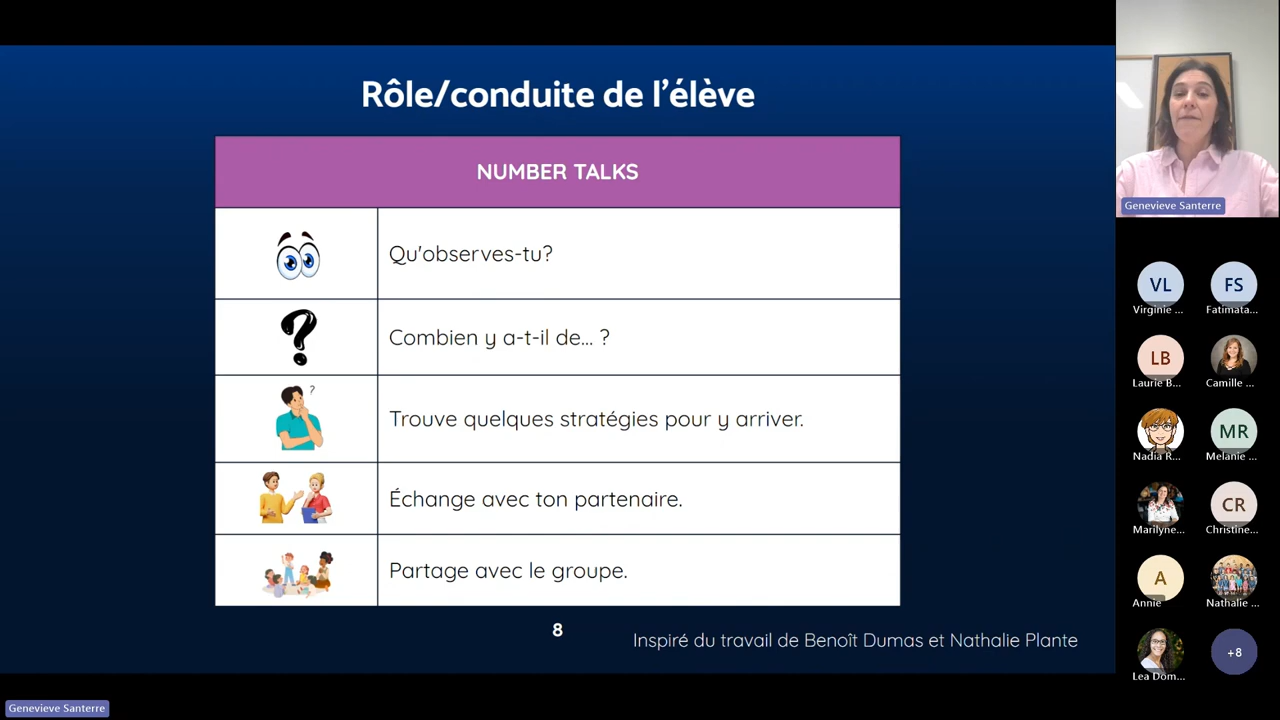 Rôle/conduite de l'élève
NUMBER TALKS
Qu'observes-tu?
?
Combien y a-t-il de... ?
?
Trouve quelques stratégies pour y arriver.
Échange avec ton partenaire.
Partage avec le groupe.
8
Inspiré du travail de Benoît Dumas et Nathalie Plante
Genevieve Santerre
VL
FS
Virginie ...
Fatimata...
LB
Laurie B...
Camille ...
MR
Nadia R...
Melanie ...
CR
Marilyne...
Christine...
A
Annie
Nathalie ...
+8
Lea Dom...
Genevieve Santerre